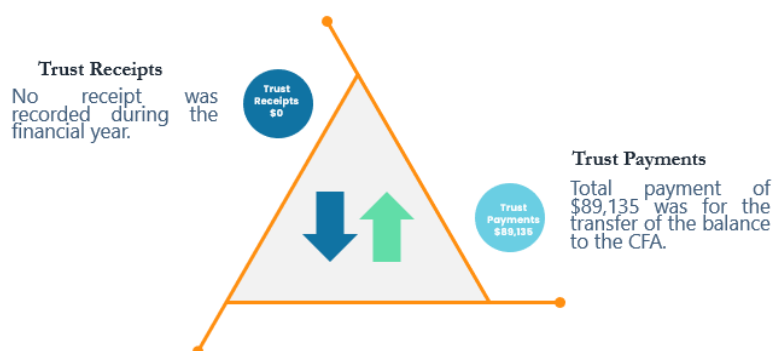 Trust Receipts
No receipt was
recorded during the
financial year.
Trust
Receipts
$0
Trust Payments
Total payment of
$89,135 was for the
transfer of the balance
to the CFA.
Trust
Payments
$89,135